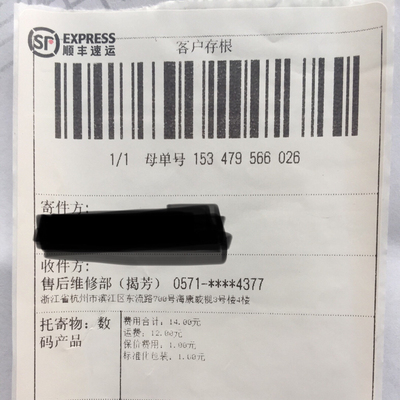 SF EXPRESS
顺丰速运
客户存根
1/1 母单号 153 479 566 026
寄件方:
收件方:
售后维修部（揭芳） 0571-****4377
浙江省杭州市滨江区东流路700号海康威视3号楼4楼
托寄物: 数码产品
费用合计: 14.00元
运费: 12.00元
保价费用: 1.00元
标准化包装: 1.00元